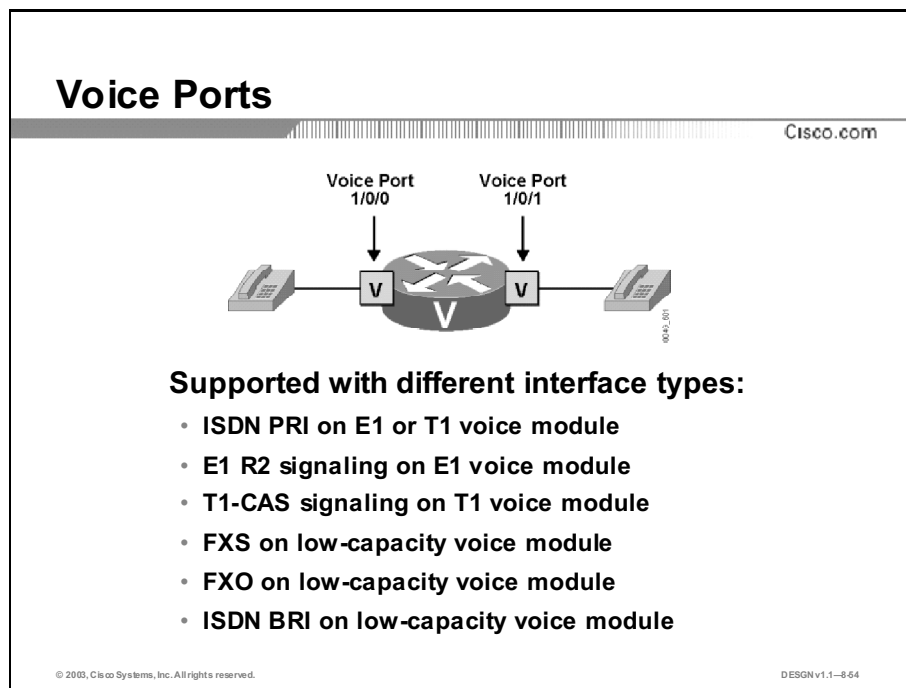 Voice Ports
Cisco.com
Voice Port Voice Port
1/0/0 1/0/1
V V
V
Supported with different interface types:
• ISDN PRI on E1 or T1 voice module
• E1 R2 signaling on E1 voice module
• T1-CAS signaling on T1 voice module
• FXS on low-capacity voice module
• FXO on low-capacity voice module
• ISDN BRI on low-capacity voice module
© 2003, Cisco Systems, Inc. All rights reserved. DESGN v1.1—8-54